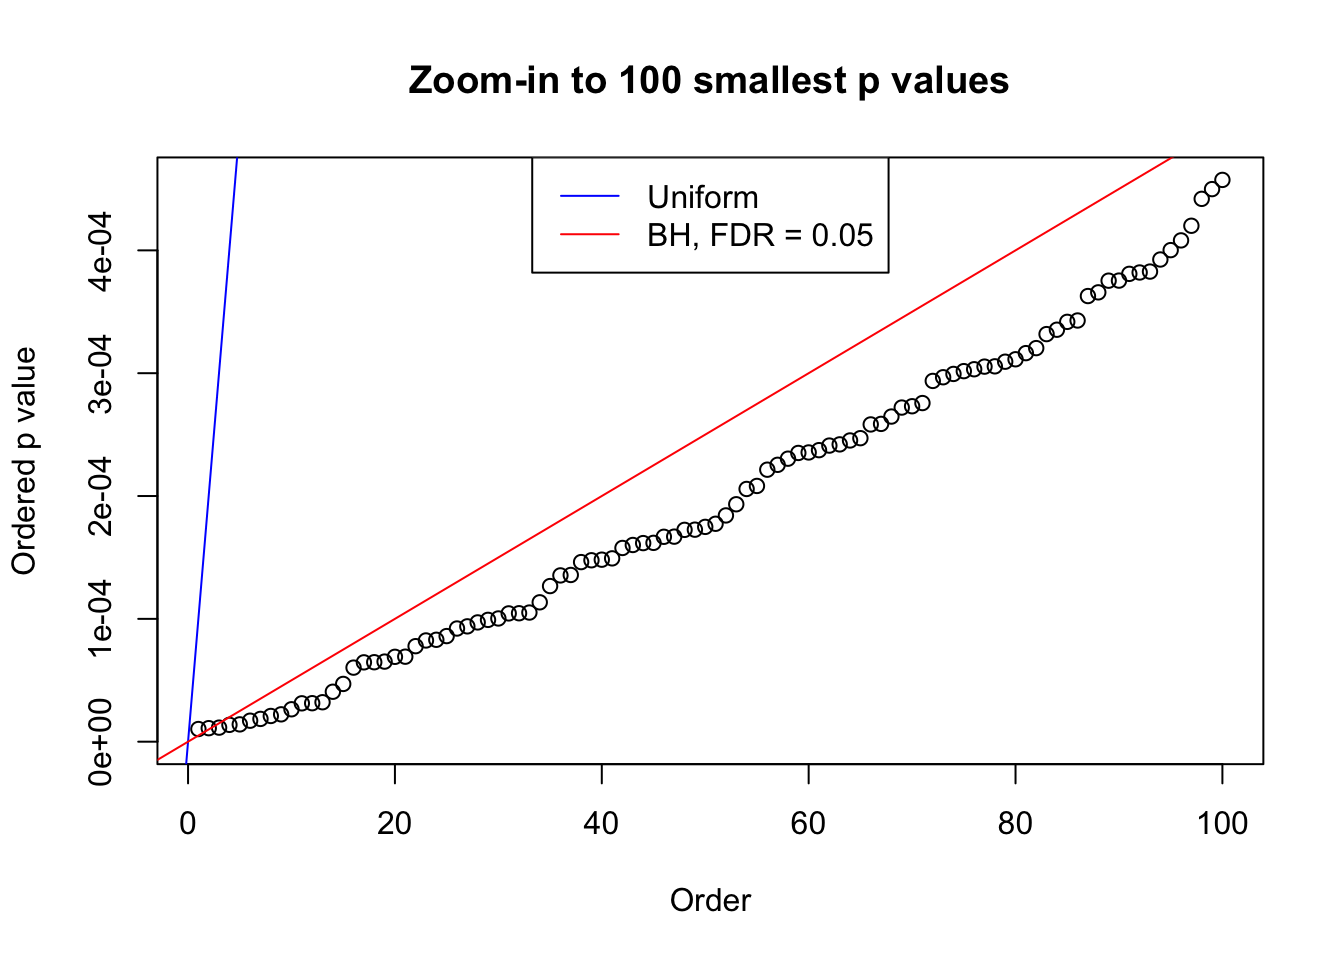 Zoom-in to 100 smallest p values
Uniform
BH, FDR = 0.05
Ordered p value
4e-04
3e-04
2e-04
1e-04
0e+00
0 20 40 60 80 100
Order